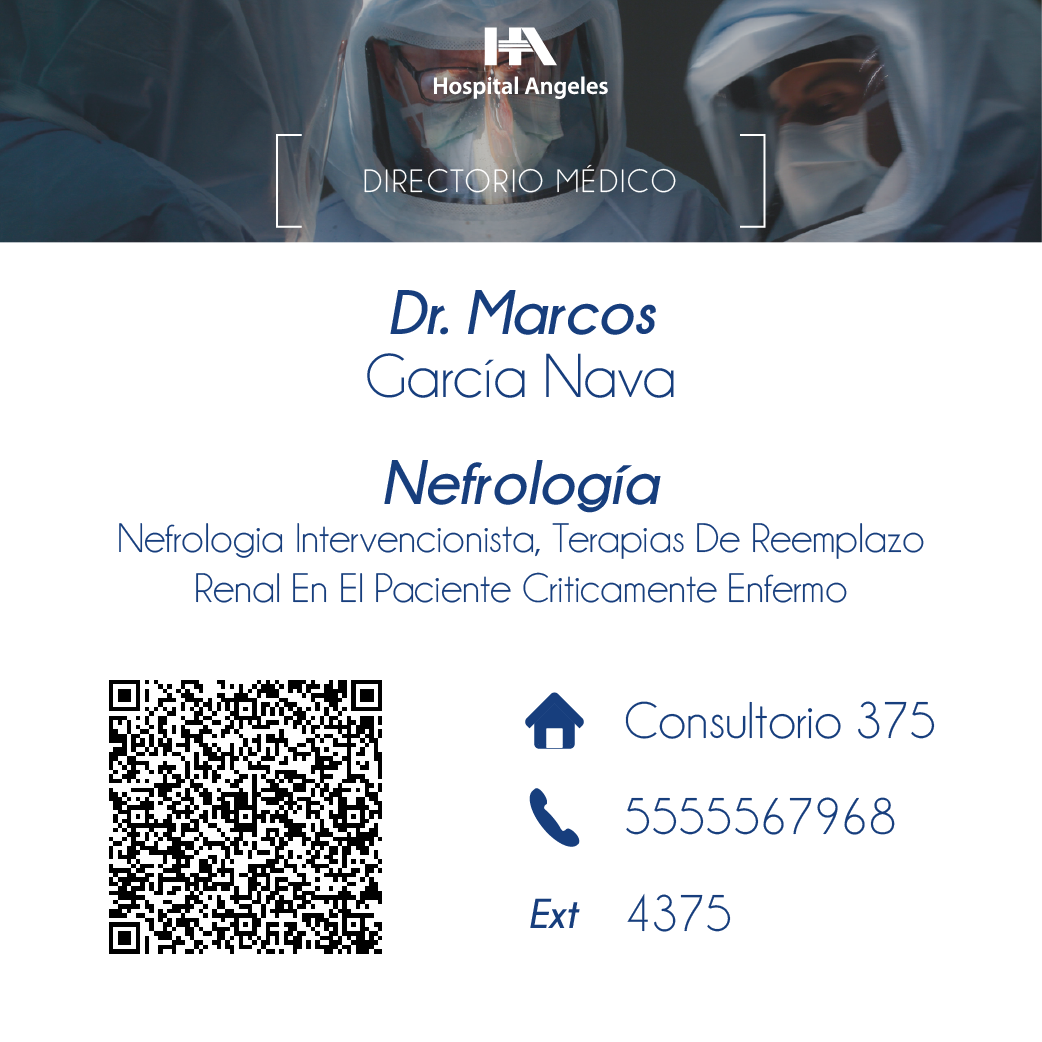 HA
Hospital Angeles
DIRECTORIO MÉDICO
Dr. Marcos
García Nava
Nefrología
Nefrologia Intervencionista, Terapias De Reemplazo
Renal En El Paciente Criticamente Enfermo
Consultorio 375
5555567968
Ext 4375